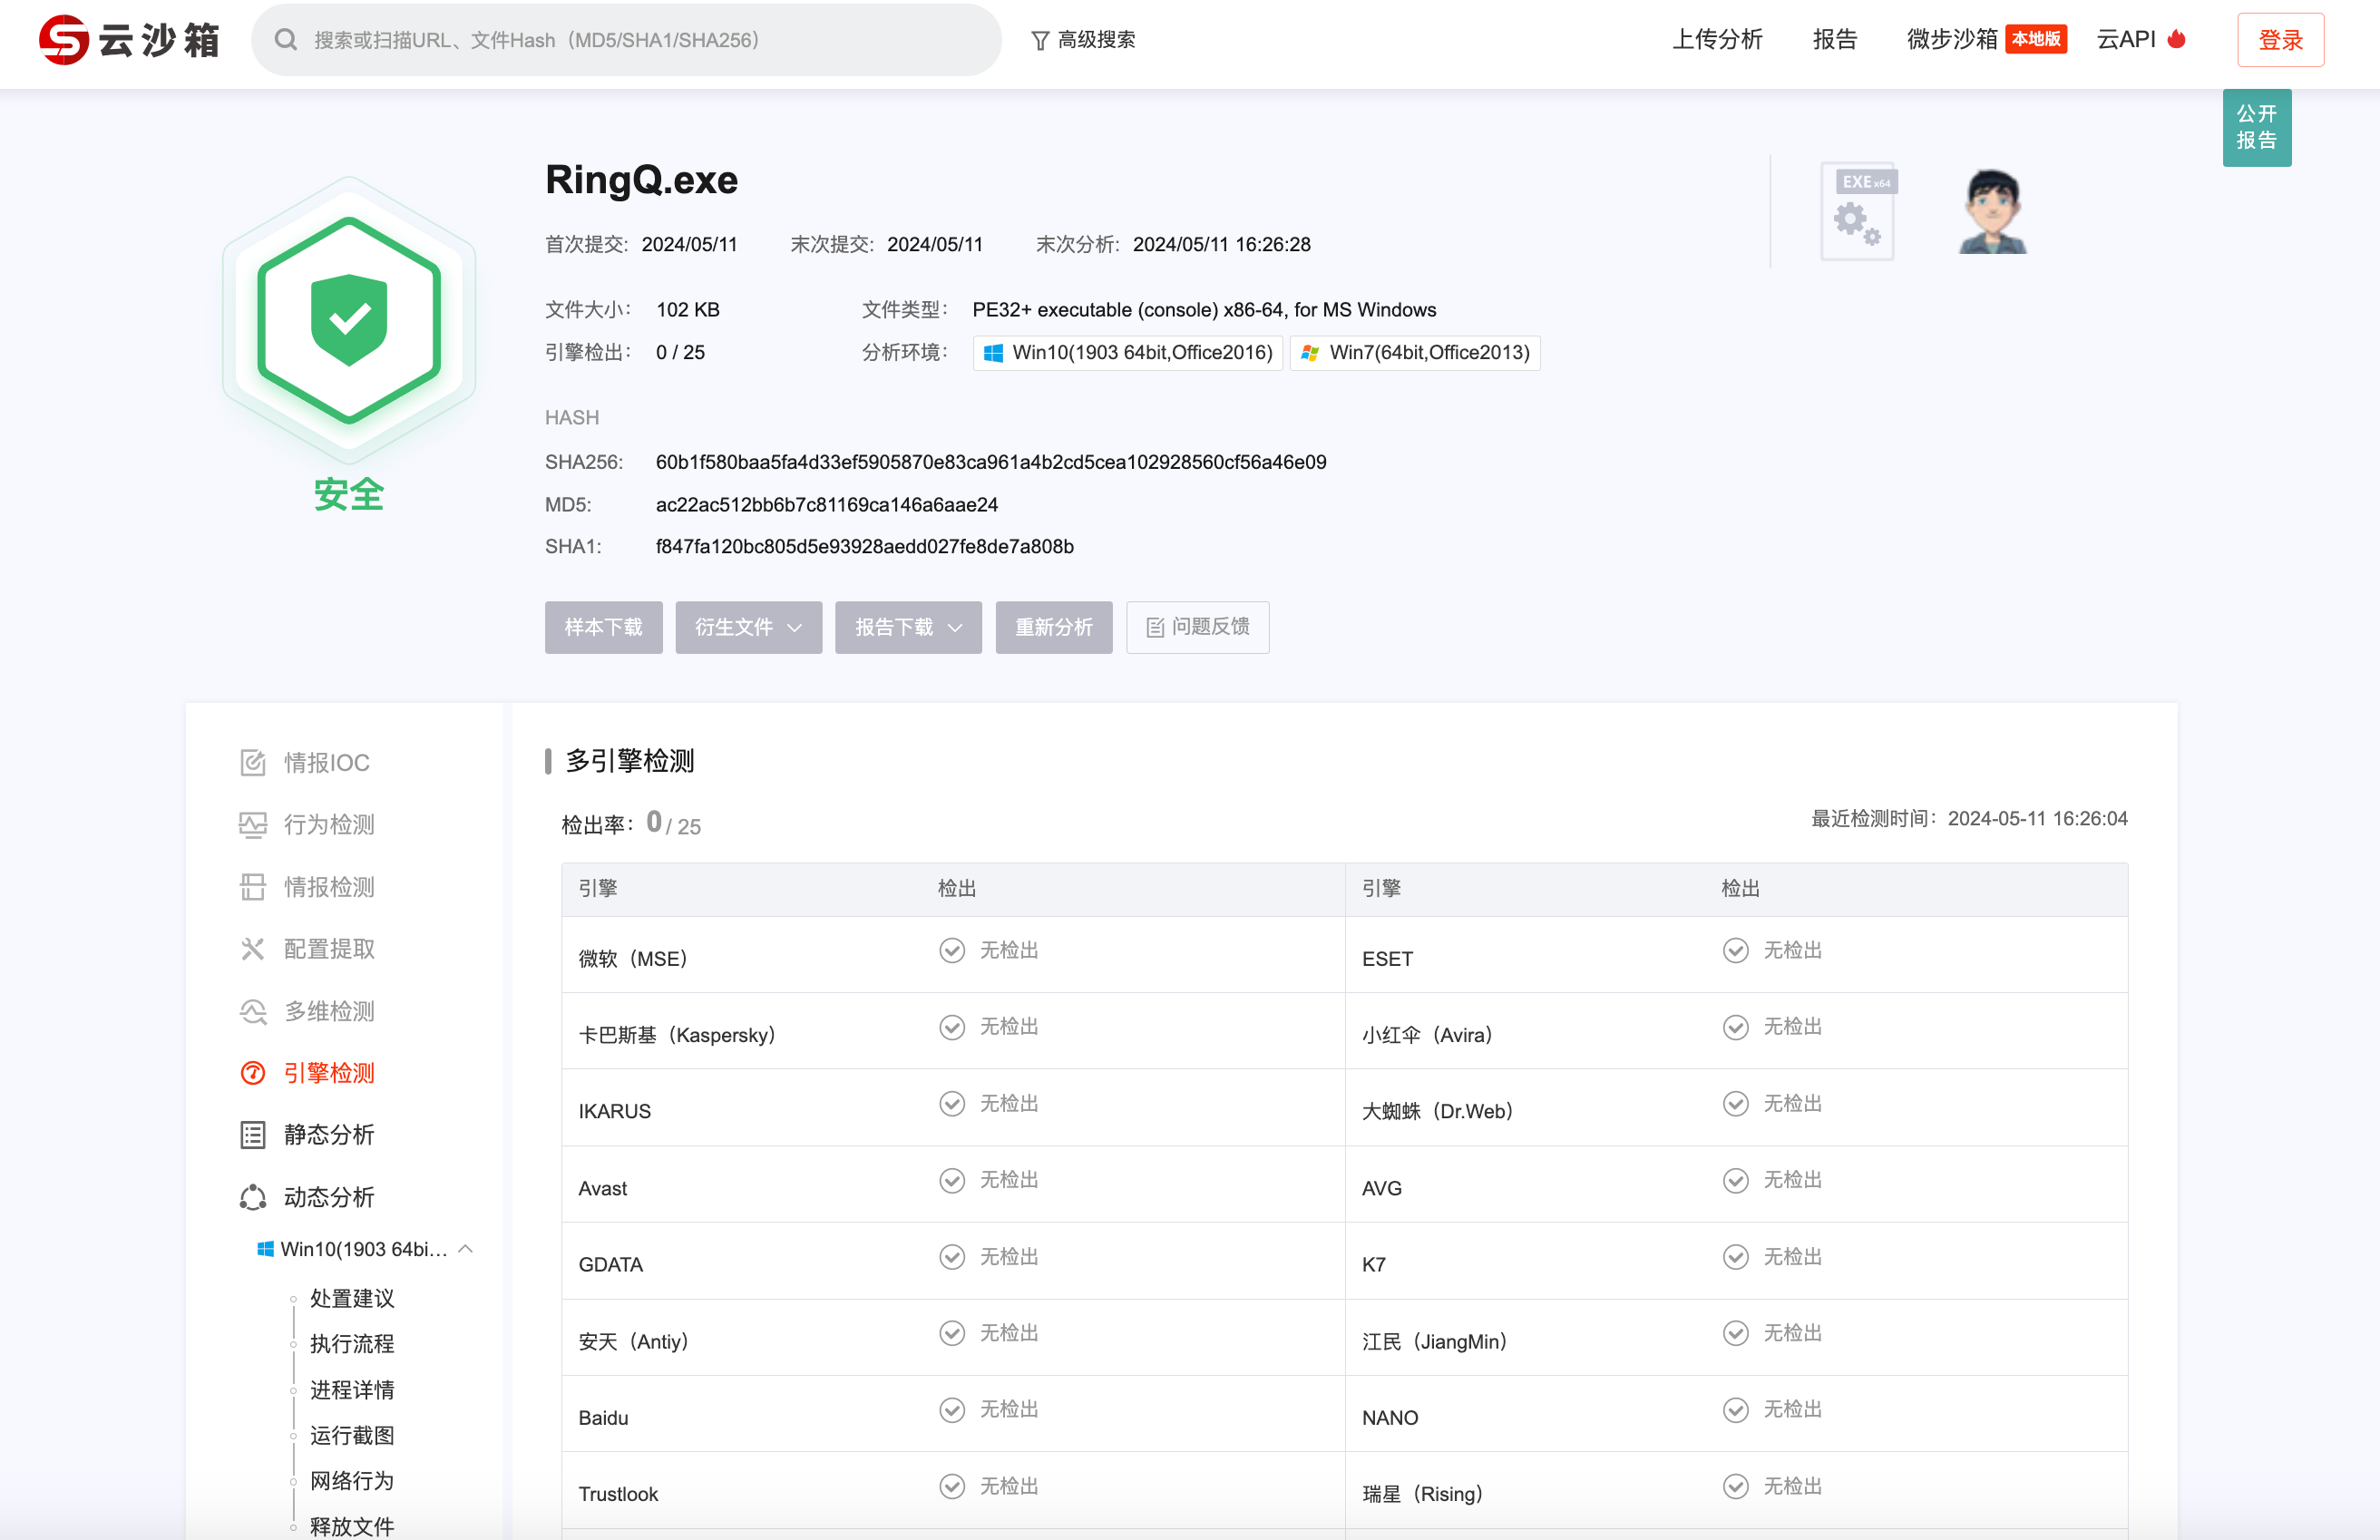 云沙箱
搜索或扫描URL、文件Hash（MD5/SHA1/SHA256）
高级搜索
上传分析
报告
微步沙箱 本地版
云API
登录
公开
报告
RingQ.exe
EXE x64
首次提交: 2024/05/11 末次提交: 2024/05/11 末次分析: 2024/05/11 16:26:28
文件大小： 102 KB 文件类型： PE32+ executable (console) x86-64, for MS Windows
引擎检出： 0 / 25 分析环境： Win10(1903 64bit,Office2016) Win7(64bit,Office2013)
安全
HASH
SHA256: 60b1f580baa5fa4d33ef5905870e83ca961a4b2cd5cea102928560cf56a46e09
MD5: ac22ac512bb6b7c81169ca146a6aae24
SHA1: f847fa120bc805d5e93928aedd027fe8de7a808b
样本下载 衍生文件 报告下载 重新分析 问题反馈
情报IOC
行为检测
情报检测
配置提取
多维检测
引擎检测
静态分析
动态分析
Win10(1903 64bi...
处置建议
执行流程
进程详情
运行截图
网络行为
释放文件
多引擎检测
检出率： 0 / 25
最近检测时间：2024-05-11 16:26:04
引擎 检出 引擎 检出
微软（MSE） 无检出 ESET 无检出
卡巴斯基（Kaspersky） 无检出 小红伞（Avira） 无检出
IKARUS 无检出 大蜘蛛（Dr.Web） 无检出
Avast 无检出 AVG 无检出
GDATA 无检出 K7 无检出
安天（Antiy） 无检出 江民（JiangMin） 无检出
Baidu 无检出 NANO 无检出
Trustlook 无检出 瑞星（Rising） 无检出